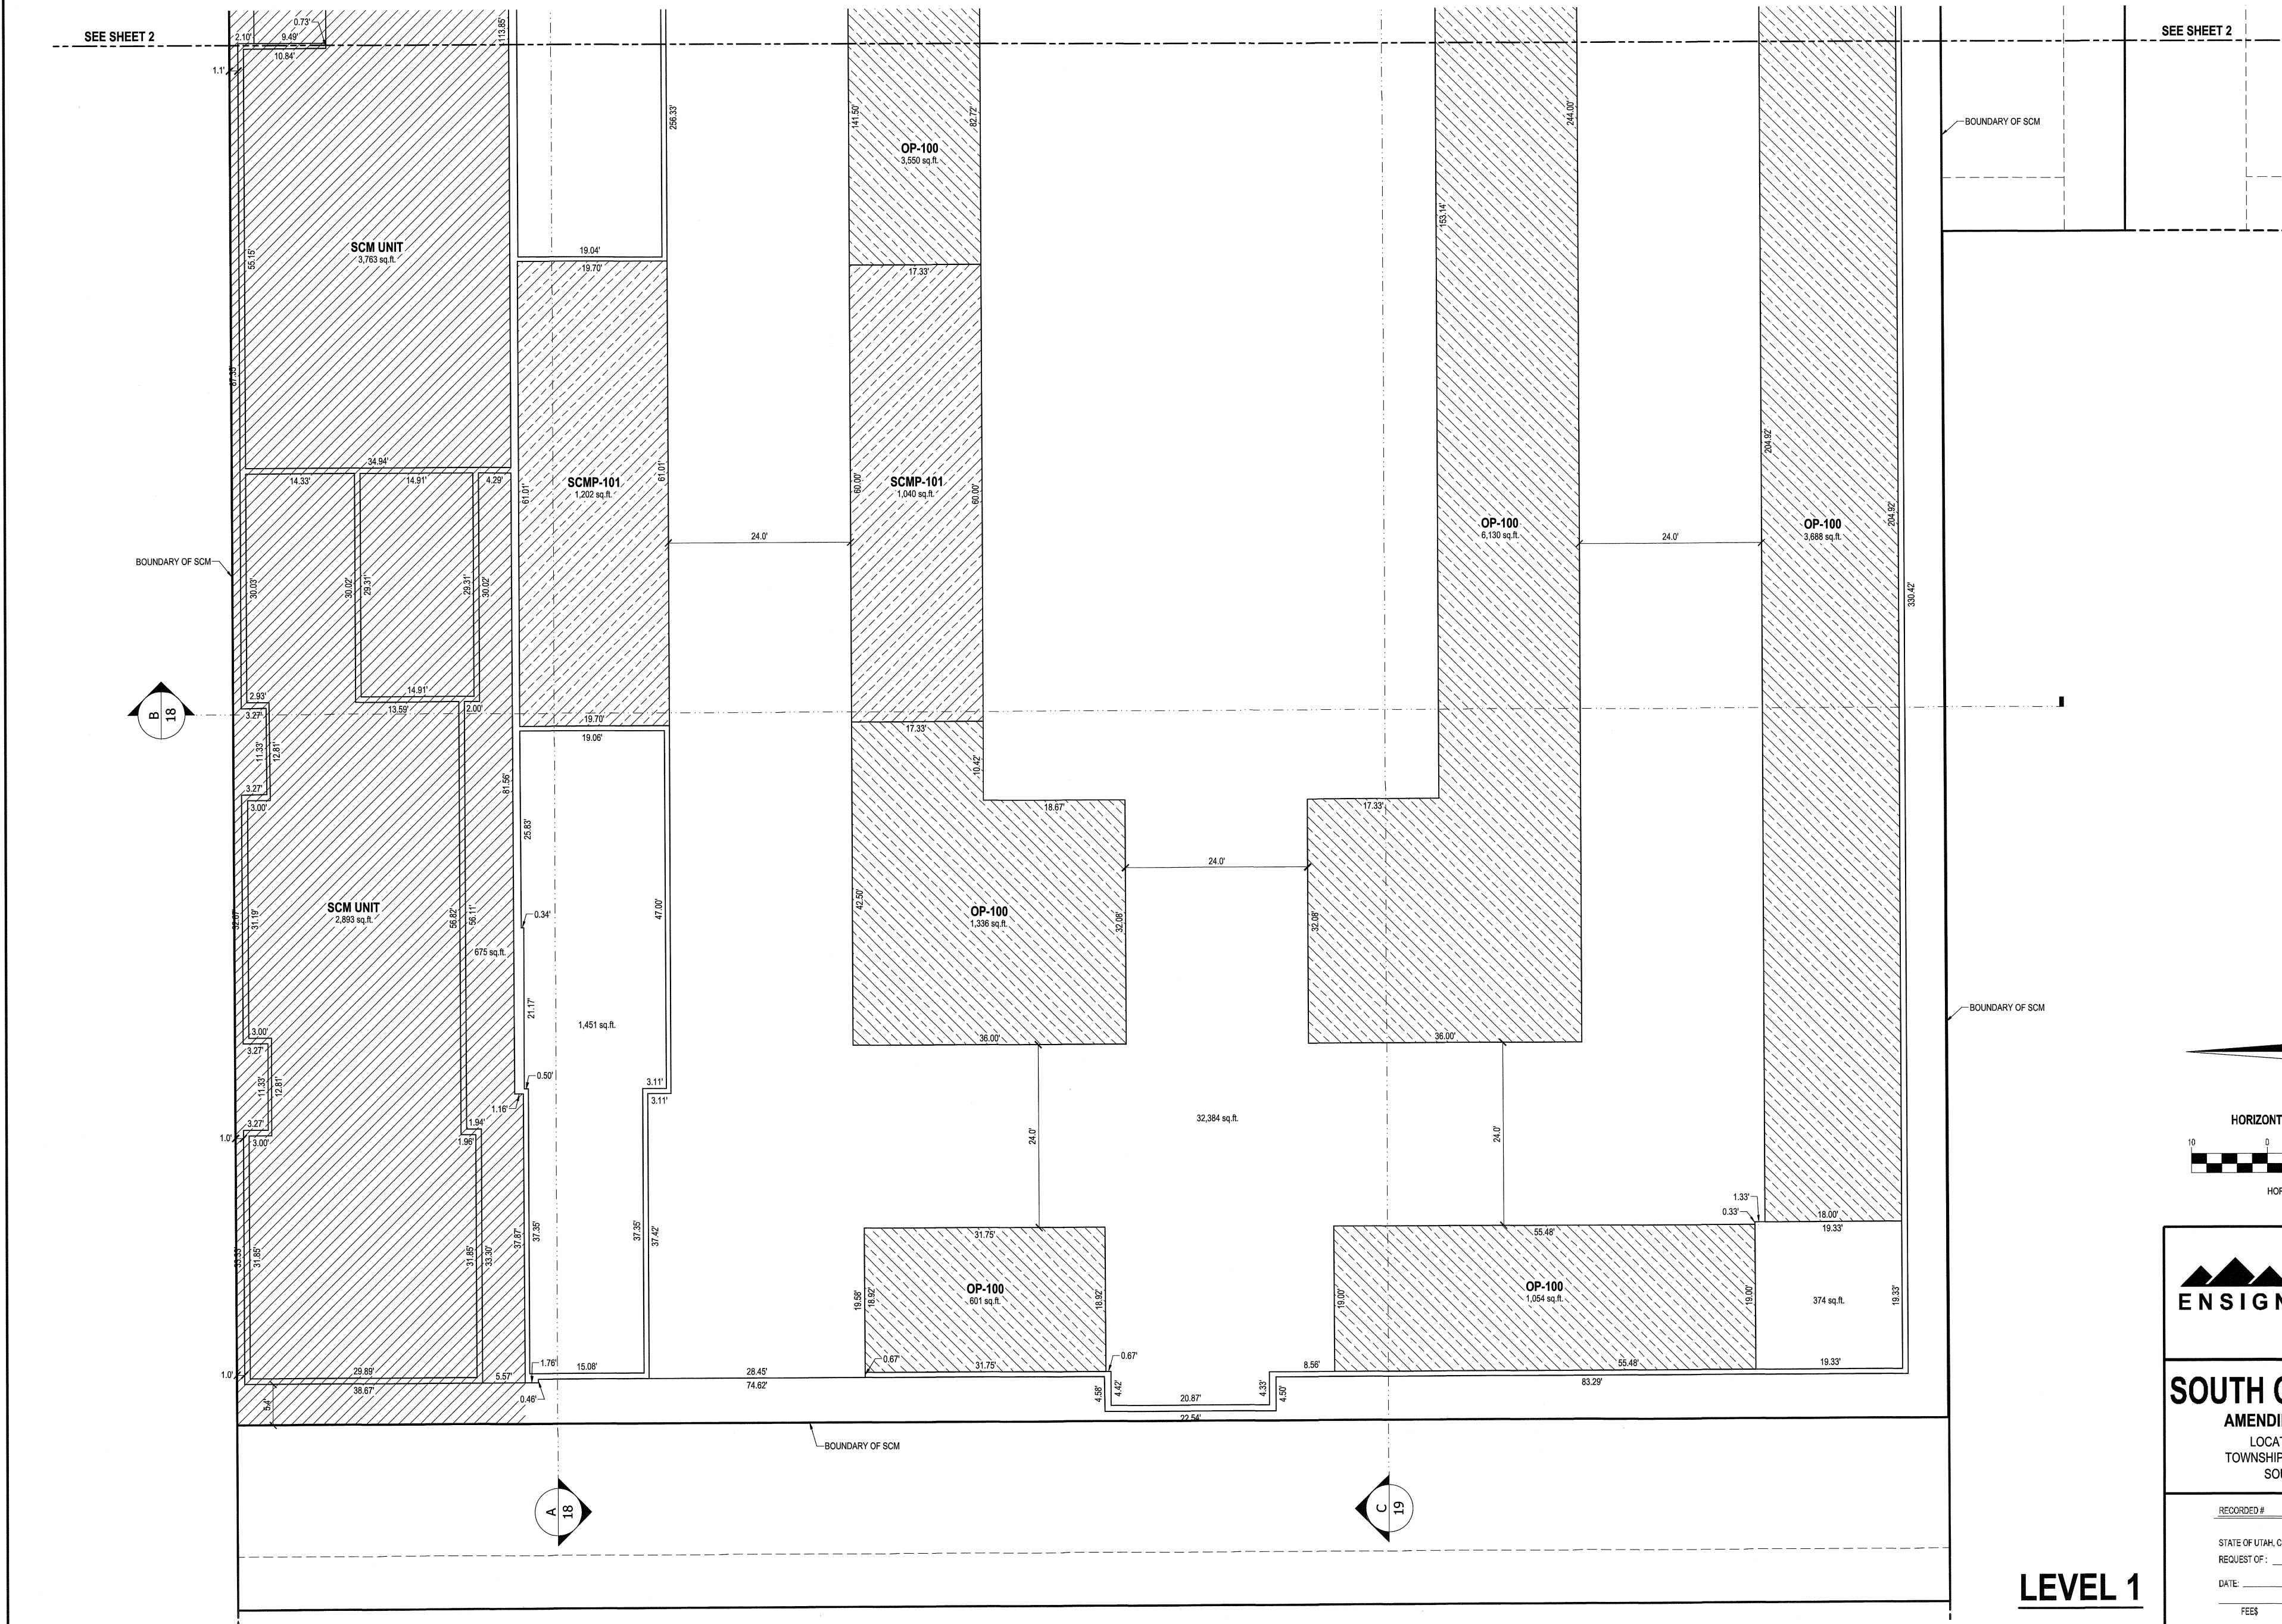 SEE SHEET 2
SEE SHEET 2
0.73'
2.10'
9.49'
10.84'
1.1'
113.85'
256.33'
141.50'
82.72'
244.00'
153.14'
BOUNDARY OF SCM
OP-100
3,550 sq.ft.
SCM UNIT
3,763 sq.ft.
55.15'
87.35'
19.04'
19.70'
17.33'
34.94'
14.33'
14.91'
4.29'
61.01'
SCMP-101
1,202 sq.ft.
61.01'
60.00'
SCMP-101
1,040 sq.ft.
60.00'
204.92'
OP-100
6,130 sq.ft.
OP-100
3,688 sq.ft.
204.92'
24.0'
24.0'
BOUNDARY OF SCM
30.03'
30.02'
29.31'
29.31'
30.02'
330.42'
2.93'
14.91'
13.59'
2.00'
3.27'
B
18
19.70'
19.06'
17.33'
11.33'
12.81'
10.42'
81.56'
3.27'
3.00'
18.67'
17.33'
25.83'
24.0'
SCM UNIT
2,893 sq.ft.
31.19'
56.82'
56.11'
0.34'
47.00'
42.50'
OP-100
1,336 sq.ft.
32.08'
32.08'
675 sq.ft.
21.17'
1,451 sq.ft.
BOUNDARY OF SCM
3.00'
3.27'
36.00'
36.00'
11.33'
12.81'
0.50'
3.11'
3.11'
1.16'
1.94'
1.96'
3.27'
3.00'
1.0'
24.0'
32,384 sq.ft.
24.0'
HORIZONT
10
0
HOR
1.33'
0.33'
18.00'
19.33'
33.33'
31.85'
31.85'
33.30'
37.87'
37.35'
37.35'
37.42'
31.75'
55.48'
19.58'
18.92'
OP-100
601 sq.ft.
18.92'
19.00'
OP-100
1,054 sq.ft.
19.00'
374 sq.ft.
19.33'
ENSIGN
1.0'
29.89'
5.57'
1.76'
15.08'
28.45'
0.67'
31.75'
0.67'
8.56'
55.48'
19.33'
38.67'
0.46'
74.62'
4.58'
4.42'
20.87'
4.33'
4.50'
83.29'
5.4'
22.54'
BOUNDARY OF SCM
SOUTH
AMENDI
LOCAT
TOWNSHIP
SOU
A
18
C
19
RECORDED #
STATE OF UTAH, C
REQUEST OF :
DATE:
FEE$
LEVEL 1